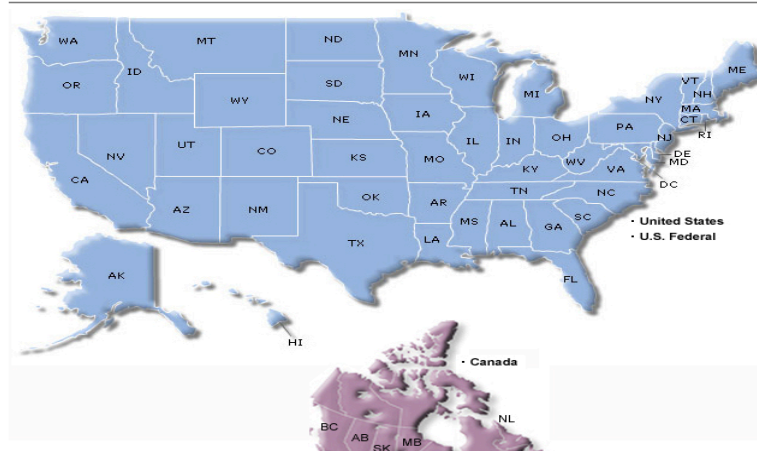 WA
MT
ND
MN
ME
VT
NH
ID
OR
SD
WI
MI
NY
MA
CT
RI
WY
IA
NE
PA
NJ
NV
UT
CO
IL
IN
OH
DE
MD
KS
MO
WV
VA
KY
DC
CA
OK
TN
NC
AZ
NM
AR
SC
MS
AL
GA
TX
LA
· United States
· U.S. Federal
AK
FL
HI
· Canada
NL
BC
AB
SK
MB